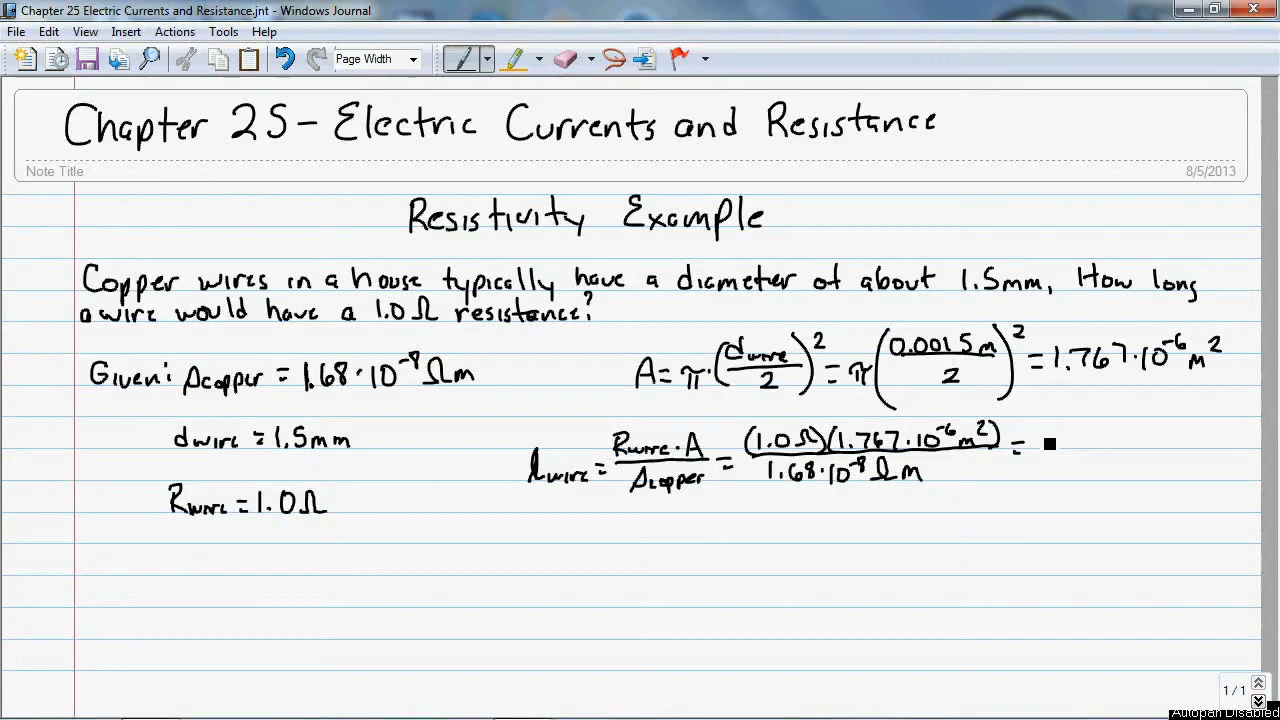 Chapter 25 Electric Currents and Resistance.jnt - Windows Journal
File Edit View Insert Actions Tools Help
Page Width
Chapter 25 - Electric Currents and Resistance
Note Title
8/5/2013
Resistivity Example
Copper wires in a house typically have a diameter of about 1.5mm. How long
a wire would have a 1.0 Ω resistance?
Given: ρcopper = 1.68·10⁻⁸ Ωm
A = π·(dwire/2)² = π(0.0015m/2)² = 1.767·10⁻⁶ m²
dwire = 1.5mm
lwire = Rwire·A/ρcopper = (1.0Ω)(1.767·10⁻⁶m²)/1.68·10⁻⁸Ωm =
Rwire = 1.0Ω
1 / 1
Autopan Disabled